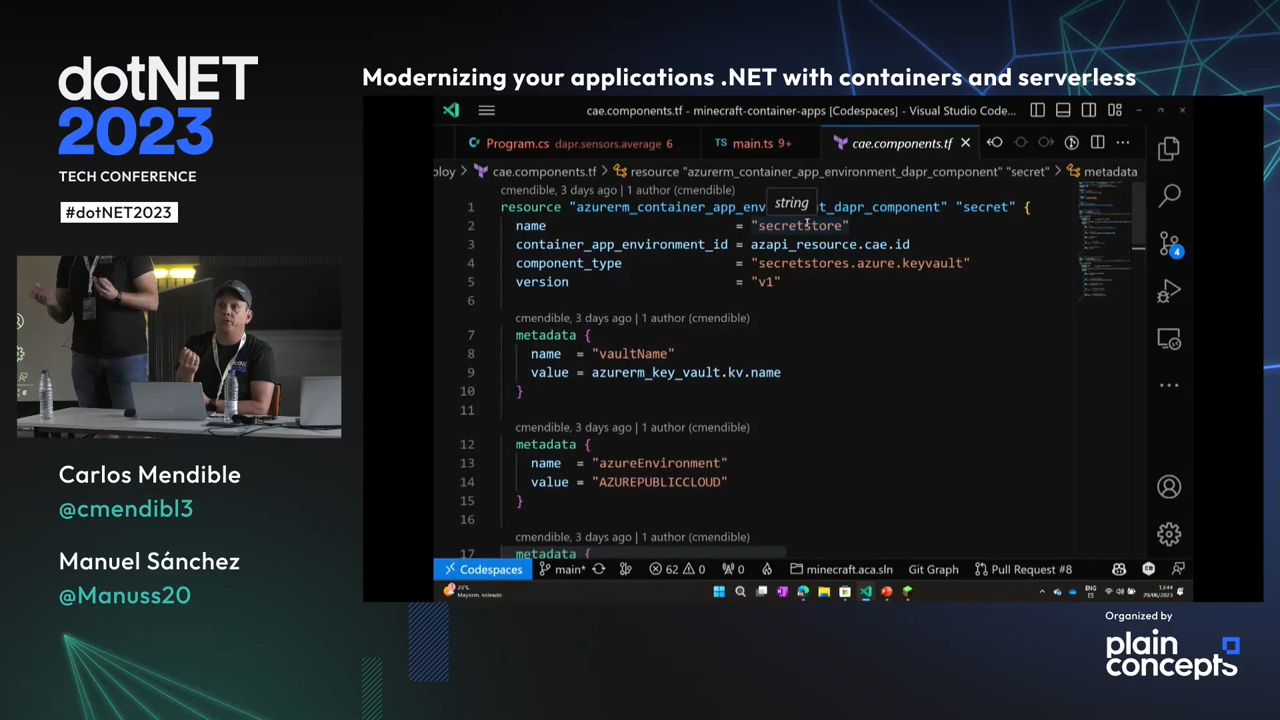 dotNET
2023
TECH CONFERENCE
#dotNET2023
Carlos Mendible
@cmendibl3
Manuel Sánchez
@Manuss20
Modernizing your applications .NET with containers and serverless
cae.components.tf - minecraft-container-apps [Codespaces] - Visual Studio Code...
Program.cs dapr.sensors.average 6
main.ts 9+
cae.components.tf
ploy > cae.components.tf > resource "azurerm_container_app_environment_dapr_component" "secret" > metadata
cmendible, 3 days ago | 1 author (cmendible)
string
1 resource "azurerm_container_app_env t_dapr_component" "secret" {
2 name = "secretstore"
3 container_app_environment_id = azapi_resource.cae.id
4 component_type = "secretstores.azure.keyvault"
5 version = "v1"
6
cmendible, 3 days ago | 1 author (cmendible)
7 metadata {
8 name = "vaultName"
9 value = azurerm_key_vault.kv.name
10 }
11
cmendible, 3 days ago | 1 author (cmendible)
12 metadata {
13 name = "azureEnvironment"
14 value = "AZUREPUBLICCLOUD"
15 }
16
cmendible, 3 days ago | 1 author (cmendible)
17 metadata {
4
Codespaces main* 62 0 0 minecraft.aca.sln Git Graph Pull Request #8
ENG
ES
29/06/2023
Organized by
plain
concepts